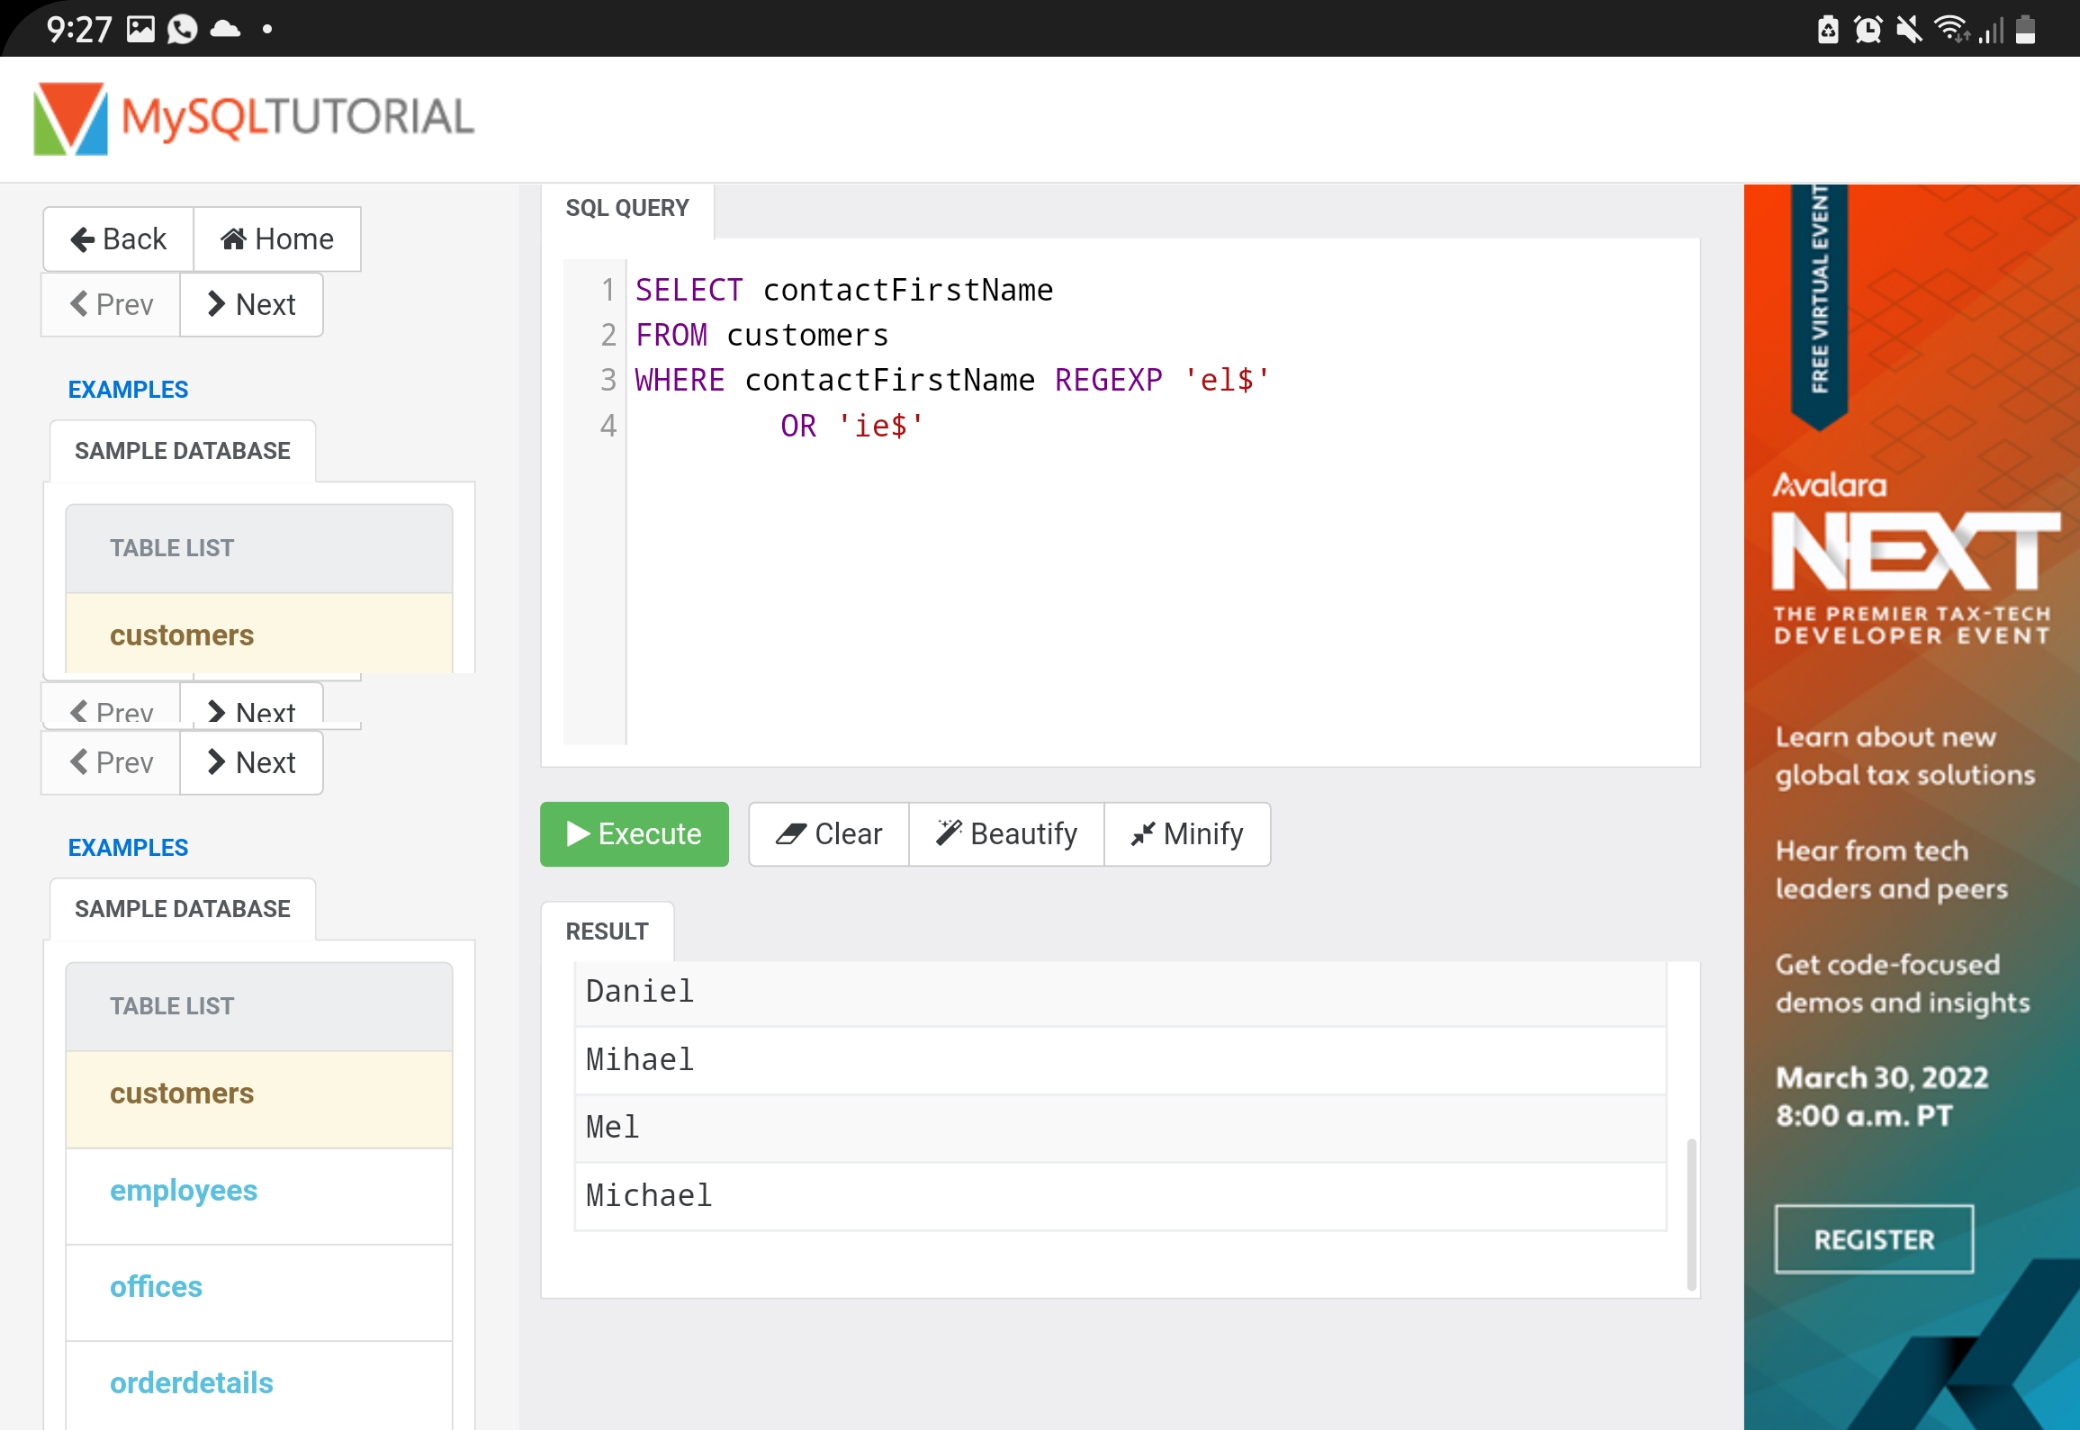 9:27
MySQLTUTORIAL
Back
Home
Prev
Next
EXAMPLES
SAMPLE DATABASE
TABLE LIST
customers
Prev
Next
Prev
Next
EXAMPLES
SAMPLE DATABASE
TABLE LIST
customers
employees
offices
orderdetails
SQL QUERY
1 SELECT contactFirstName
2 FROM customers
3 WHERE contactFirstName REGEXP 'el$'
4 OR 'ie$'
Execute
Clear
Beautify
Minify
RESULT
Daniel
Mihael
Mel
Michael
FREE VIRTUAL EVENT
Avalara
NEXT
THE PREMIER TAX-TECH
DEVELOPER EVENT
Learn about new
global tax solutions
Hear from tech
leaders and peers
Get code-focused
demos and insights
March 30, 2022
8:00 a.m. PT
REGISTER